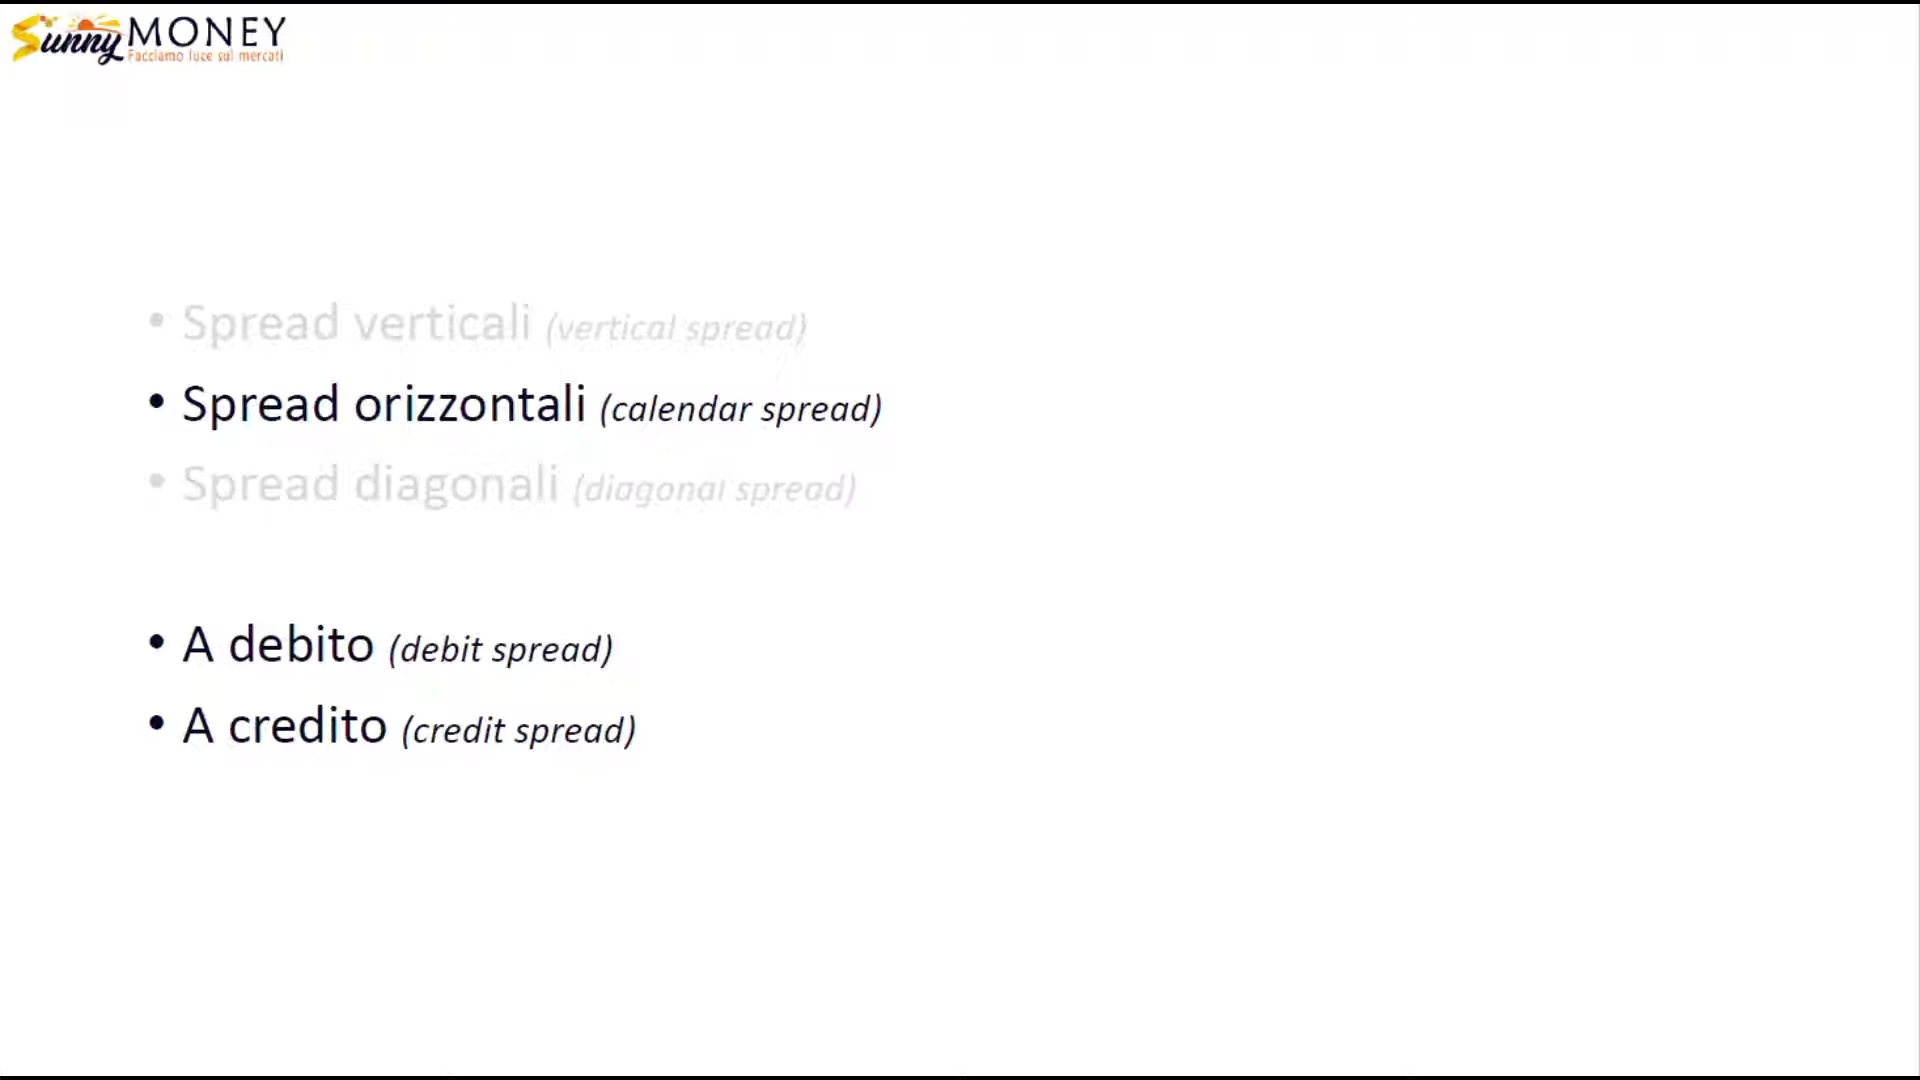 Sunny MONEY
Facciamo luce sui mercati
• Spread verticali (vertical spread)
• Spread orizzontali (calendar spread)
• Spread diagonali (diagonal spread)
• A debito (debit spread)
• A credito (credit spread)